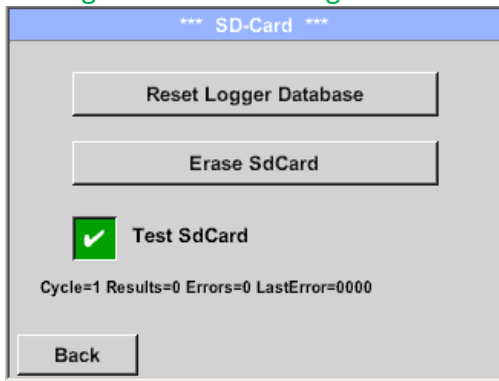 *** SD-Card ***
Reset Logger Database
Erase SdCard
✔ Test SdCard
Cycle=1 Results=0 Errors=0 LastError=0000
Back